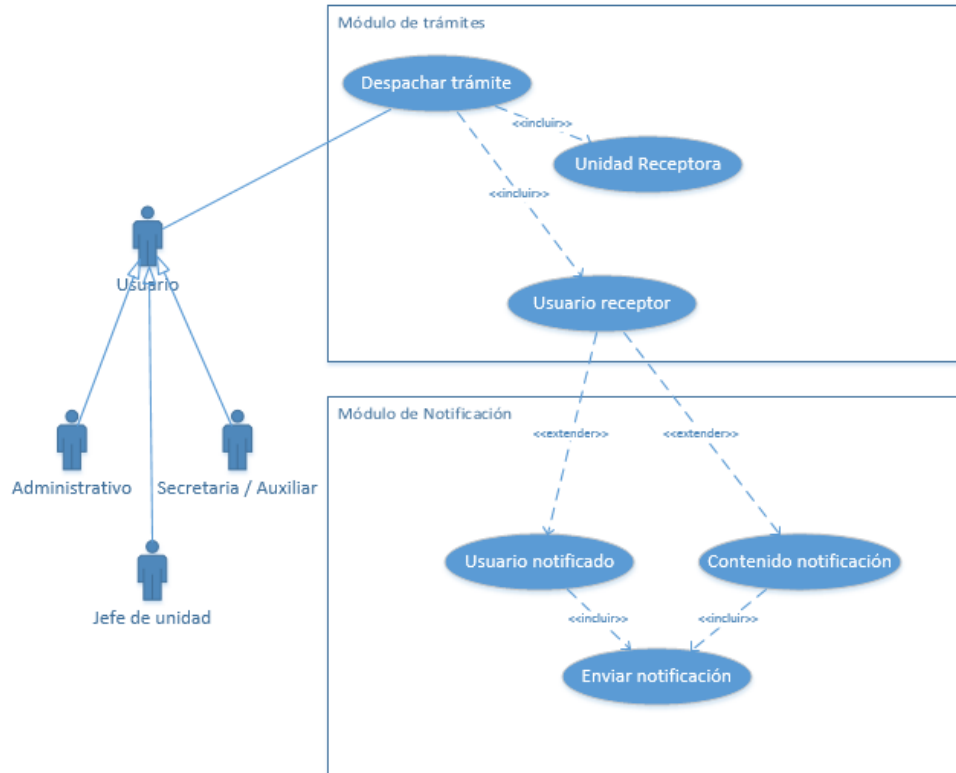 Módulo de trámites
Despachar trámite
<<incluir>>
Unidad Receptora
<<incluir>>
Usuario
Usuario receptor
Módulo de Notificación
<<extender>>
<<extender>>
Administrativo
Secretaria / Auxiliar
Usuario notificado
Contenido notificación
Jefe de unidad
<<incluir>>
<<incluir>>
Enviar notificación